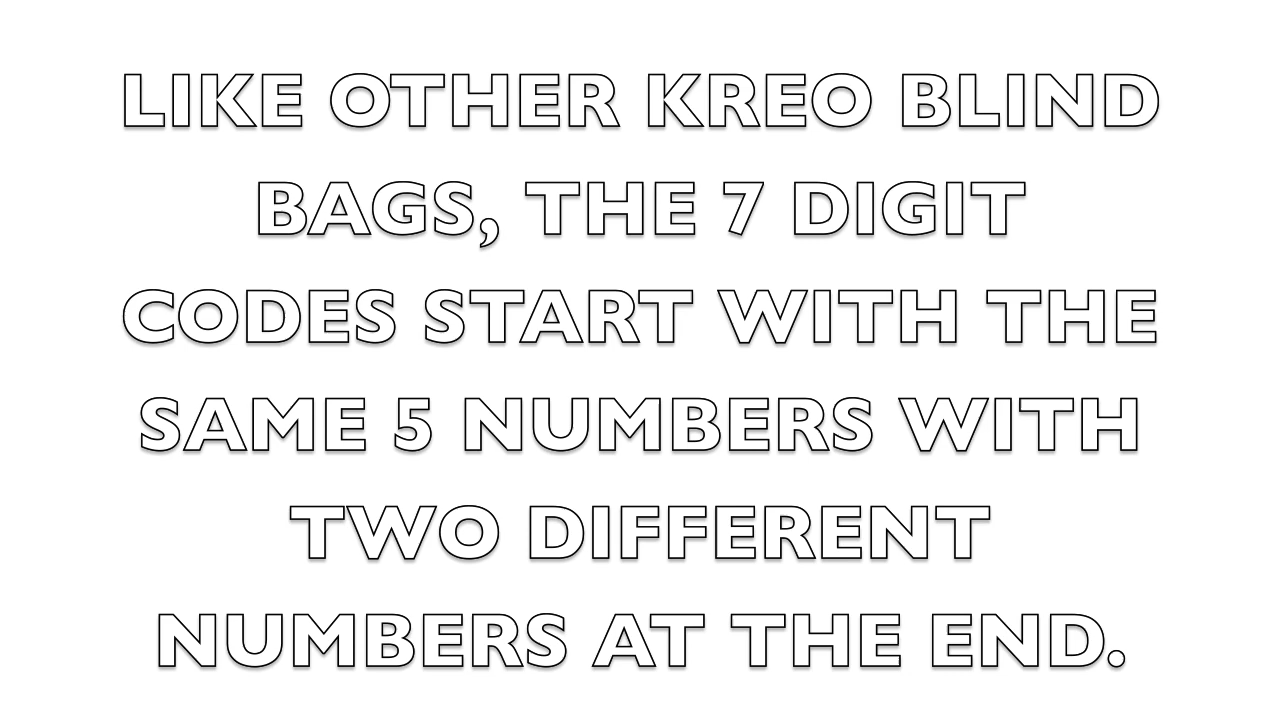 LIKE OTHER KREO BLIND
BAGS, THE 7 DIGIT
CODES START WITH THE
SAME 5 NUMBERS WITH
TWO DIFFERENT
NUMBERS AT THE END.